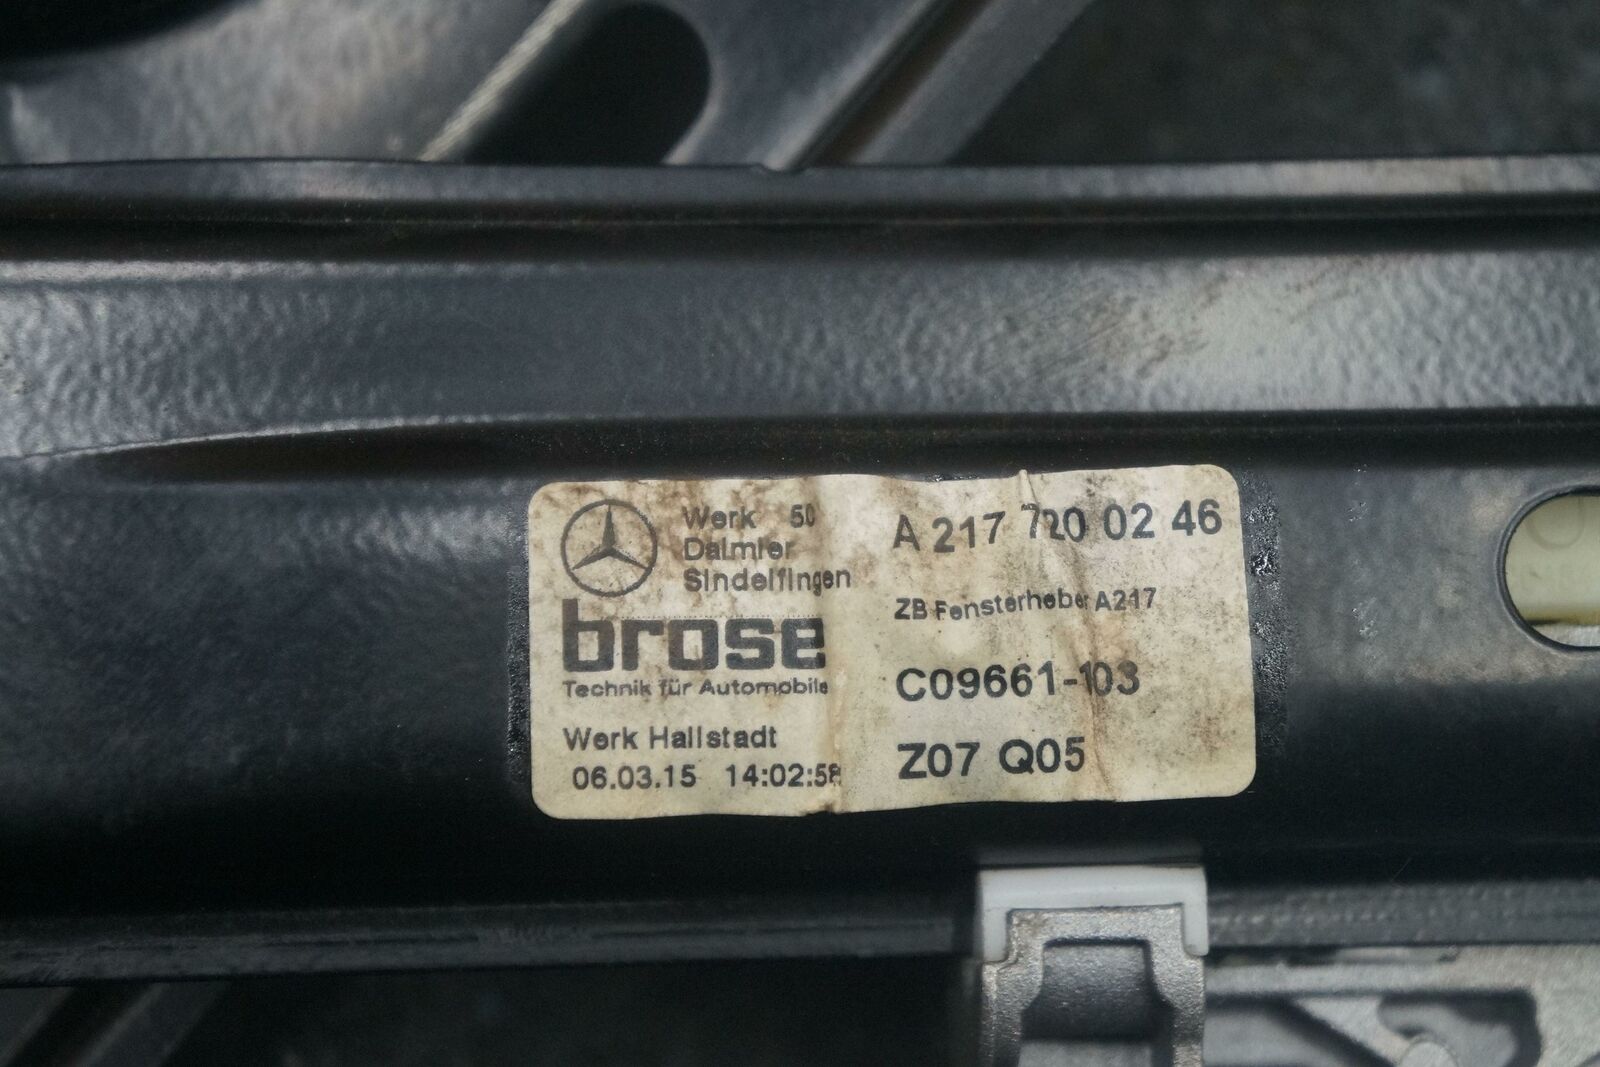 Werk 50
Daimler
Sindelfingen
brose
Technik für Automobile
Werk Hallstadt
06.03.15 14:02:58
A 217 720 02 46
ZB Fensterheber A217
C09661-103
Z07 Q05